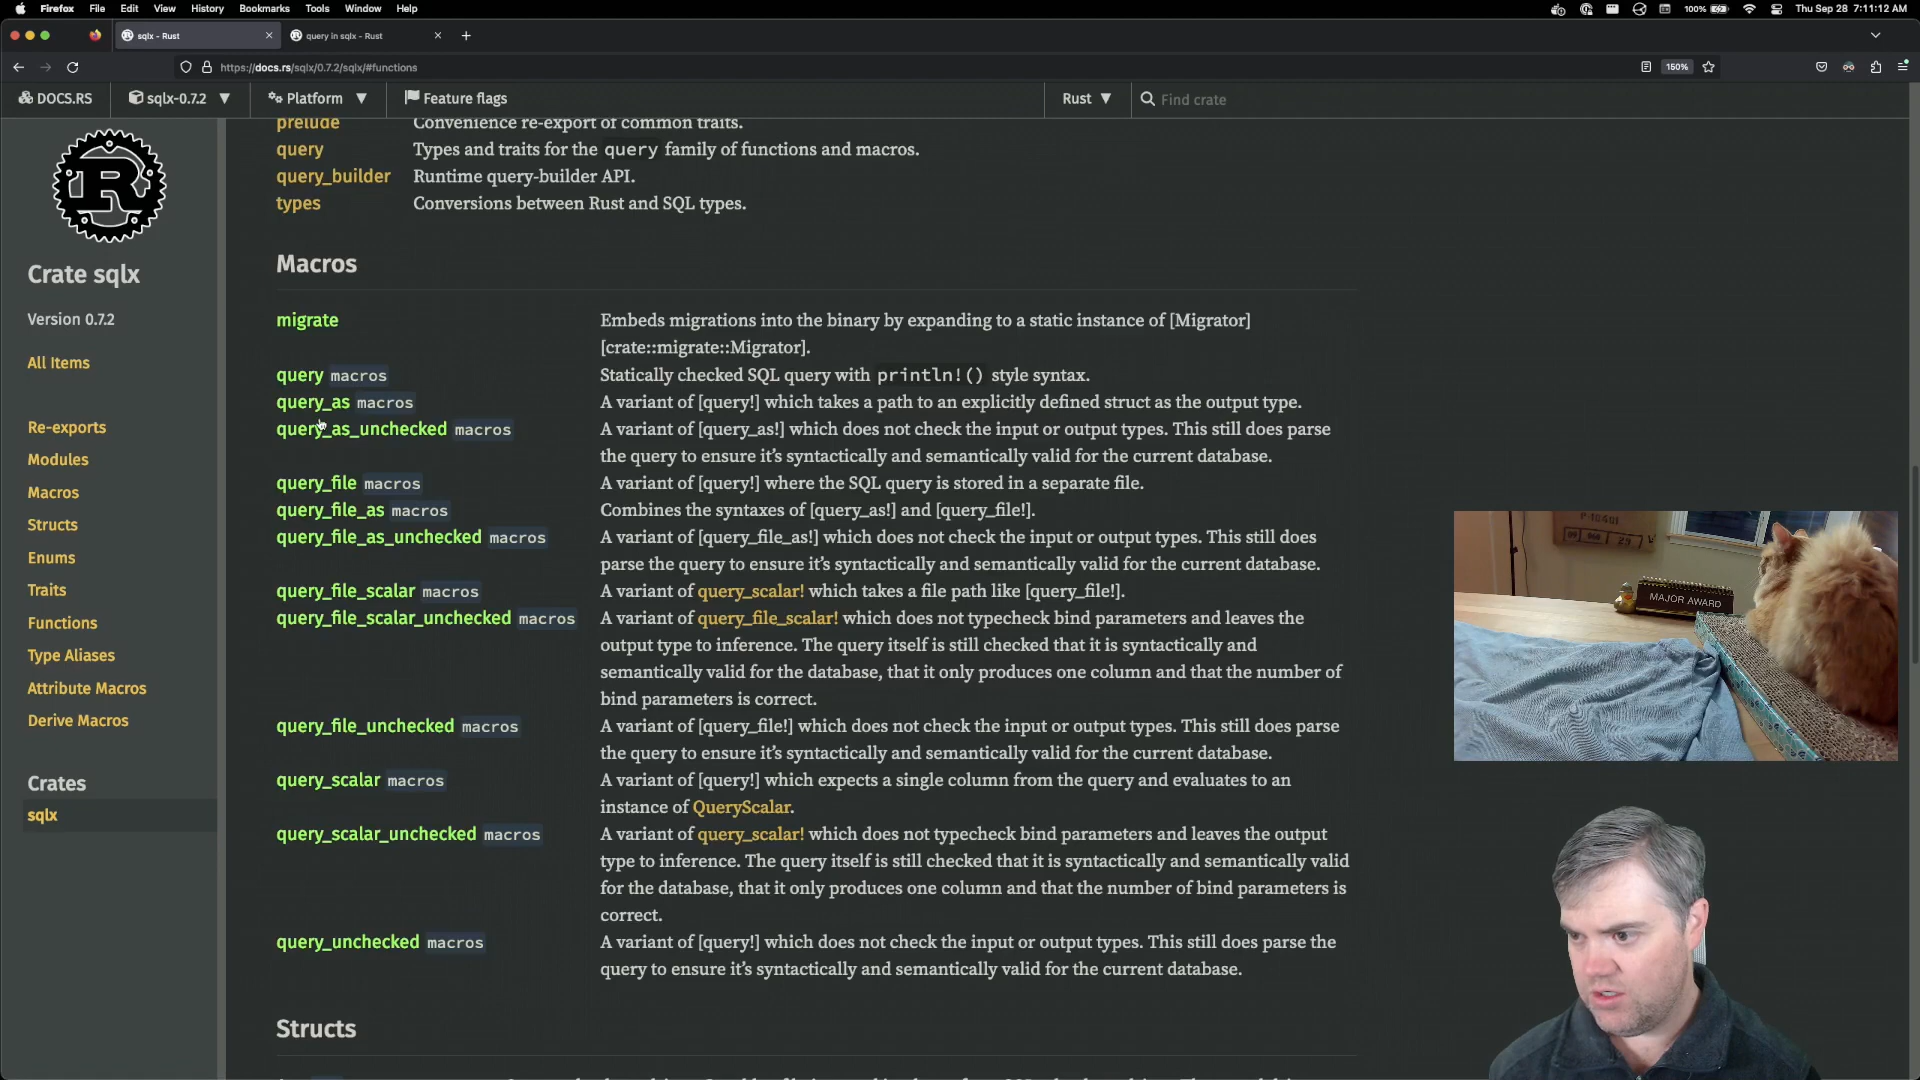 Firefox File Edit View History Bookmarks Tools Window Help 100% Thu Sep 28 7:11:12 AM
sqlx - Rust query in sqlx - Rust
https://docs.rs/sqlx/0.7.2/sqlx/#functions 150%
DOCS.RS sqlx-0.7.2 Platform Feature flags Rust Find crate
prelude Convenience re-export of common traits.
query Types and traits for the query family of functions and macros.
query_builder Runtime query-builder API.
types Conversions between Rust and SQL types.
Crate sqlx
Version 0.7.2
All Items
Re-exports
Modules
Macros
Structs
Enums
Traits
Functions
Type Aliases
Attribute Macros
Derive Macros
Crates
sqlx
Macros
migrate Embeds migrations into the binary by expanding to a static instance of [Migrator]
[crate::migrate::Migrator].
query macros Statically checked SQL query with println!() style syntax.
query_as macros A variant of [query!] which takes a path to an explicitly defined struct as the output type.
query_as_unchecked macros A variant of [query_as!] which does not check the input or output types. This still does parse
the query to ensure it’s syntactically and semantically valid for the current database.
query_file macros A variant of [query!] where the SQL query is stored in a separate file.
query_file_as macros Combines the syntaxes of [query_as!] and [query_file!].
query_file_as_unchecked macros A variant of [query_file_as!] which does not check the input or output types. This still does
parse the query to ensure it’s syntactically and semantically valid for the current database.
query_file_scalar macros A variant of query_scalar! which takes a file path like [query_file!].
query_file_scalar_unchecked macros A variant of query_file_scalar! which does not typecheck bind parameters and leaves the
output type to inference. The query itself is still checked that it is syntactically and
semantically valid for the database, that it only produces one column and that the number of
bind parameters is correct.
query_file_unchecked macros A variant of [query_file!] which does not check the input or output types. This still does parse
the query to ensure it’s syntactically and semantically valid for the current database.
query_scalar macros A variant of [query!] which expects a single column from the query and evaluates to an
instance of QueryScalar.
query_scalar_unchecked macros A variant of query_scalar! which does not typecheck bind parameters and leaves the output
type to inference. The query itself is still checked that it is syntactically and semantically valid
for the database, that it only produces one column and that the number of bind parameters is
correct.
query_unchecked macros A variant of [query!] which does not check the input or output types. This still does parse the
query to ensure it’s syntactically and semantically valid for the current database.
Structs
MAJOR AWARD